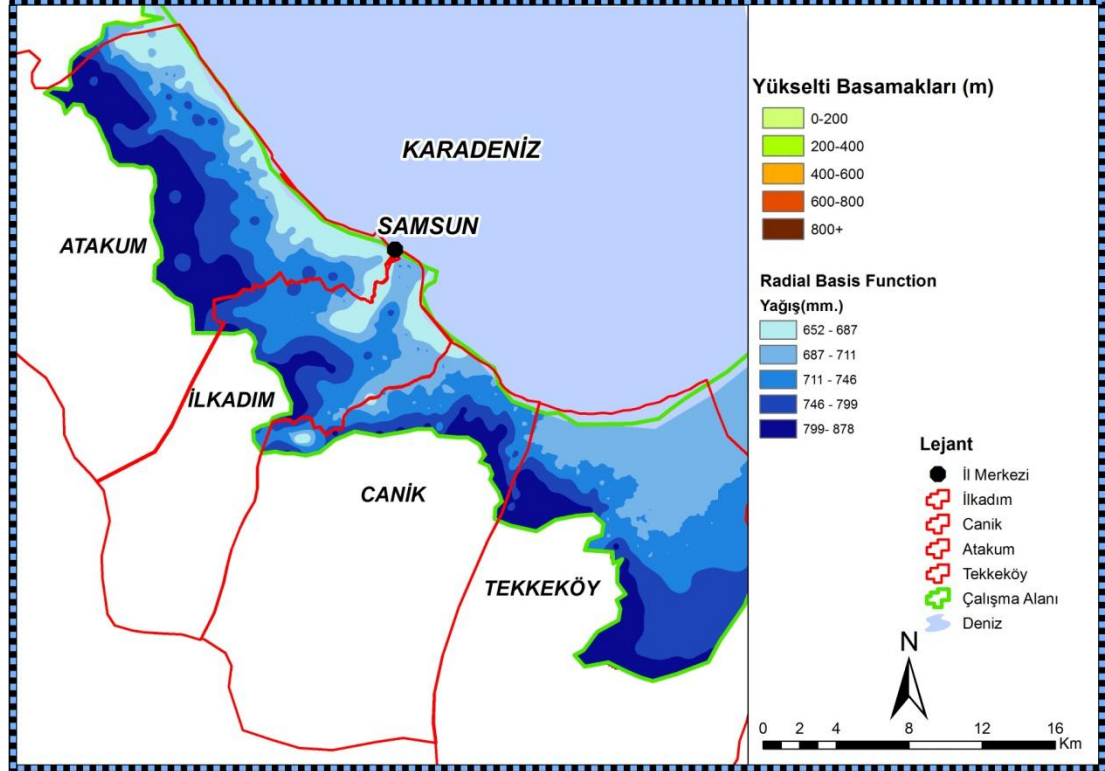 KARADENİZ
SAMSUN
ATAKUM
İLKADIM
CANİK
TEKKEKÖY
Yükselti Basamakları (m)
0-200
200-400
400-600
600-800
800+
Radial Basis Function
Yağış(mm.)
652 - 687
687 - 711
711 - 746
746 - 799
799- 878
Lejant
İl Merkezi
İlkadım
Canik
Atakum
Tekkeköy
Çalışma Alanı
Deniz
N
0 2 4 8 12 16
Km